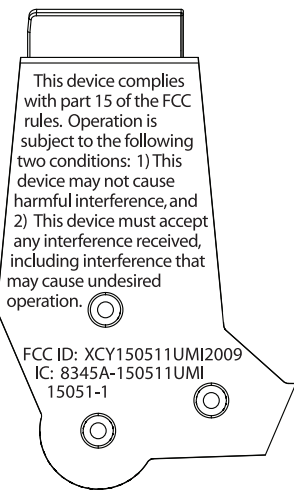 This device complies
with part 15 of the FCC
rules. Operation is
subject to the following
two conditions: 1) This
device may not cause
harmful interference, and
2) This device must accept
any interference received,
including interference that
may cause undesired
operation.
FCC ID: XCY150511UMI2009
IC: 8345A-150511UMI
15051-1